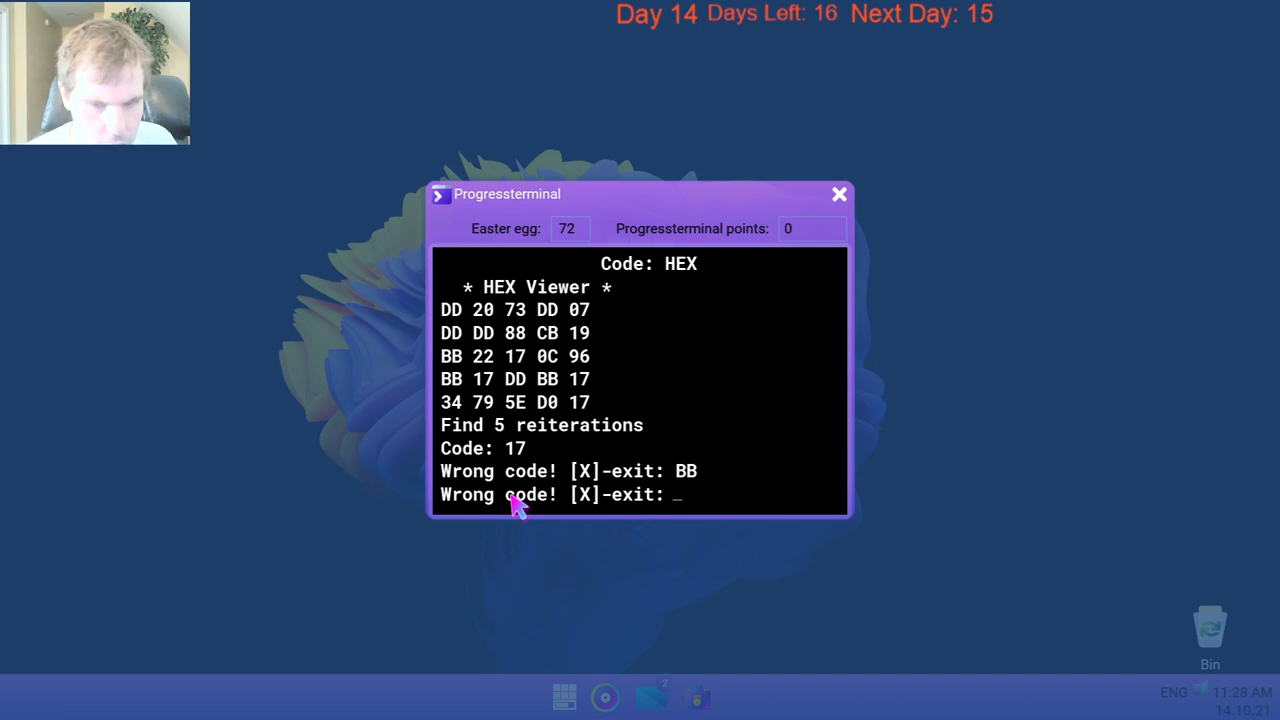 Day 14 Days Left: 16 Next Day: 15
Progressterminal
Easter egg: 72 Progressterminal points: 0
Code: HEX
* HEX Viewer *
DD 20 73 DD 07
DD DD 88 CB 19
BB 22 17 0C 96
BB 17 DD BB 17
34 79 5E D0 17
Find 5 reiterations
Code: 17
Wrong code! [X]-exit: BB
Wrong code! [X]-exit: _
Bin
2
ENG 11:28 AM
14.10.21